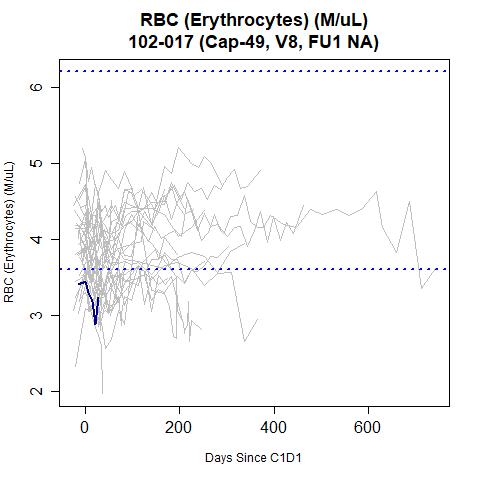 RBC (Erythrocytes) (M/uL)
102-017 (Cap-49, V8, FU1 NA)
RBC (Erythrocytes) (M/uL)
6
5
4
3
2
0
200
400
600
Days Since C1D1